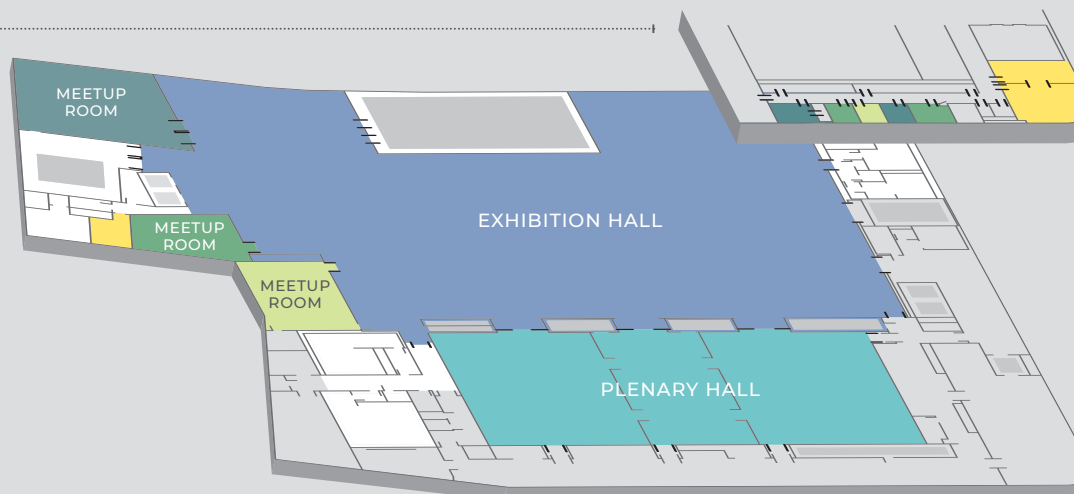 MEETUP
ROOM
EXHIBITION HALL
MEETUP
ROOM
MEETUP
ROOM
PLENARY HALL